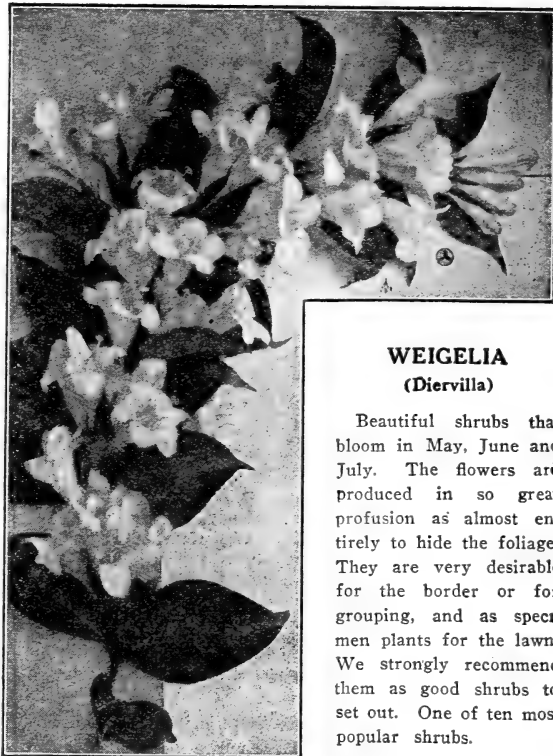 WEIGELIA
(Diervilla)
Beautiful shrubs tha
bloom in May, June and
July. The flowers are
produced in so grea
profusion as almost en
tirely to hide the foliage
They are very desirabl
for the border or for
grouping, and as speci
men plants for the lawn
We strongly recommend
them as good shrubs to
set out. One of ten mos
popular shrubs.